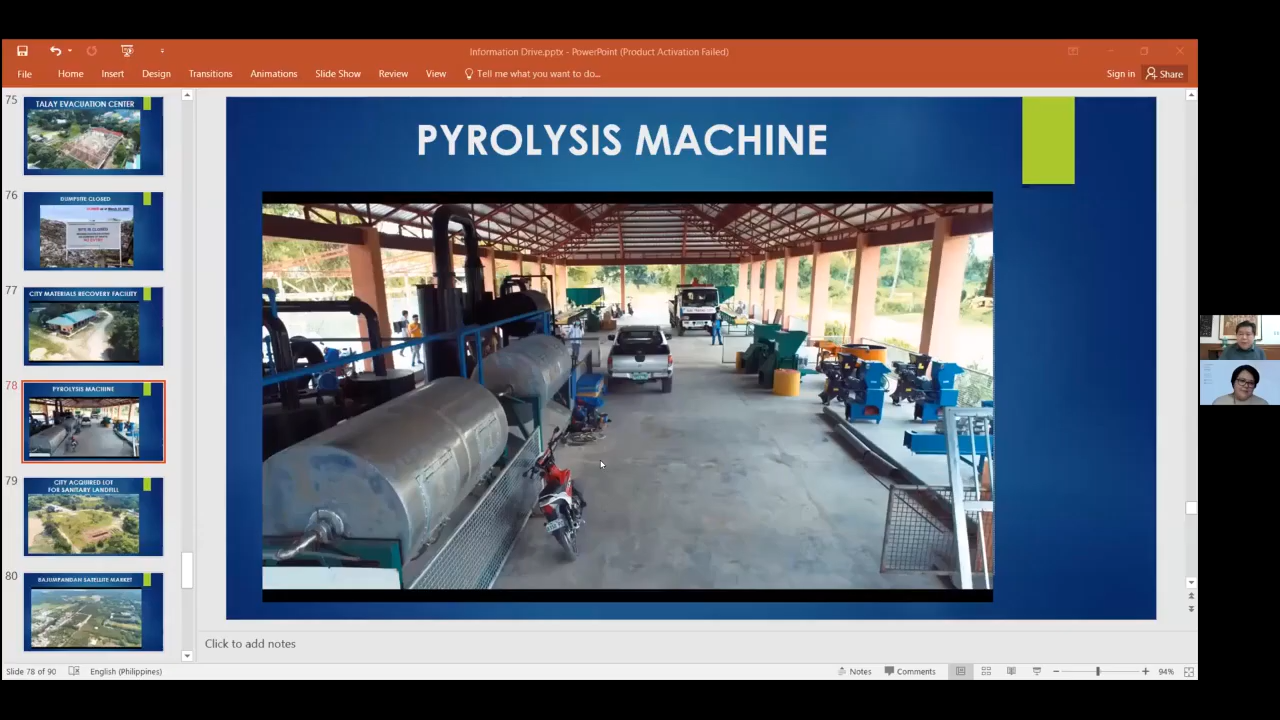 Information Drive.pptx - PowerPoint (Product Activation Failed)
File Home Insert Design Transitions Animations Slide Show Review View Tell me what you want to do... Sign in Share
75 TALAY EVACUATION CENTER
76 DUMPSITE CLOSED
77 CITY MATERIALS RECOVERY FACILITY
78 PYROLYSIS MACHINE
79 CITY ACQUIRED LOT
FOR SANITARY LANDFILL
80 BAJUMPANDAN SATELLITE MARKET
PYROLYSIS MACHINE
Click to add notes
Slide 78 of 90 English (Philippines) Notes Comments 94%